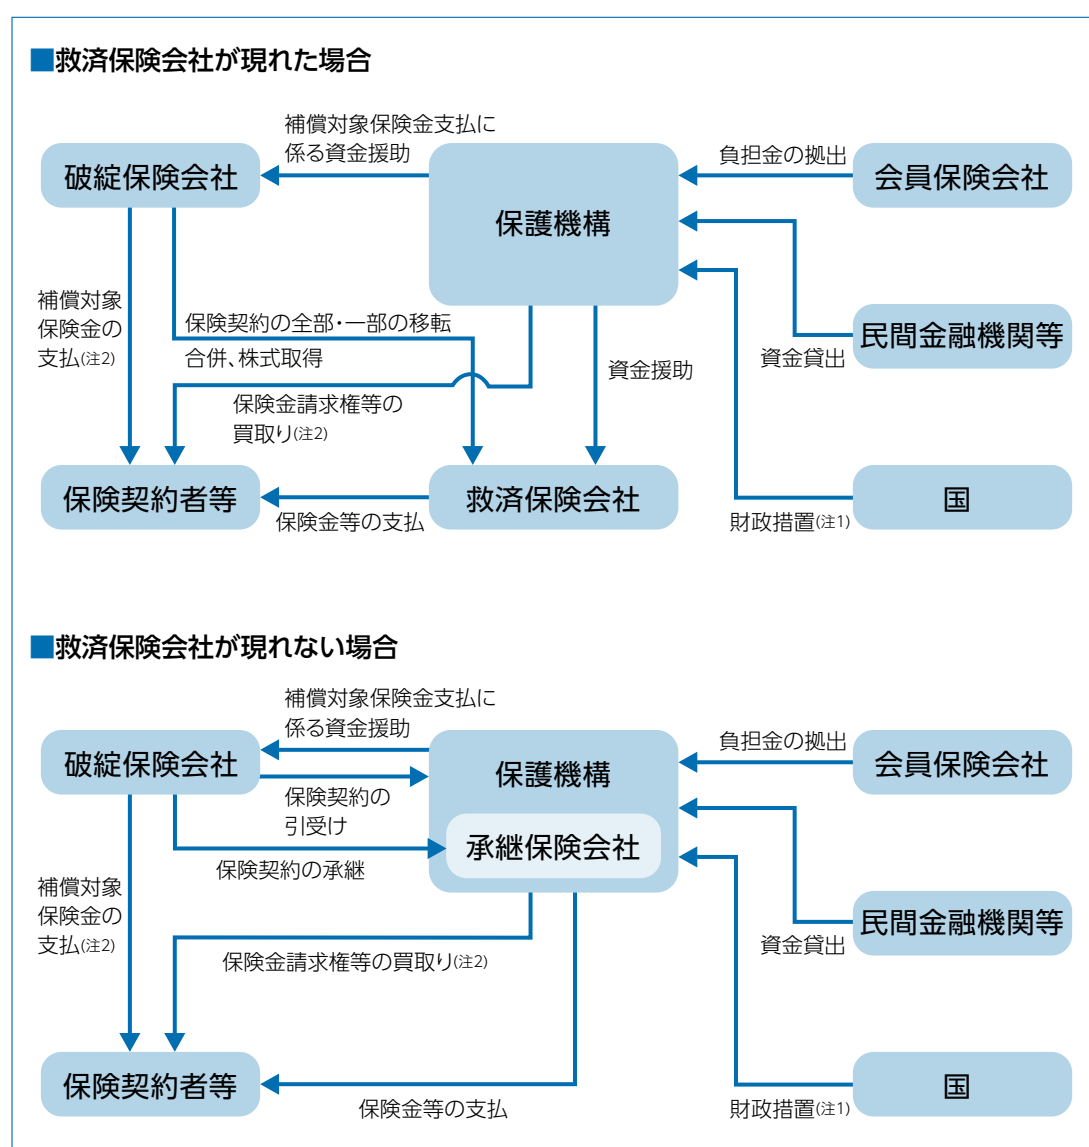 ■救済保険会社が現れた場合
補償対象保険金支払に
係る資金援助
破綻保険会社
保護機構
負担金の拠出
会員保険会社
補償対象
保険金の
支払(注2)
保険契約の全部・一部の移転
合併、株式取得
保険金請求権等の
買取り(注2)
資金援助
民間金融機関等
資金貸出
保険契約者等
保険金等の支払
救済保険会社
国
財政措置(注1)
■救済保険会社が現れない場合
補償対象保険金支払に
係る資金援助
破綻保険会社
保護機構
負担金の拠出
会員保険会社
保険契約の
引受け
承継保険会社
保険契約の承継
補償対象
保険金の
支払(注2)
保険金請求権等の買取り(注2)
民間金融機関等
資金貸出
保険契約者等
保険金等の支払
国
財政措置(注1)